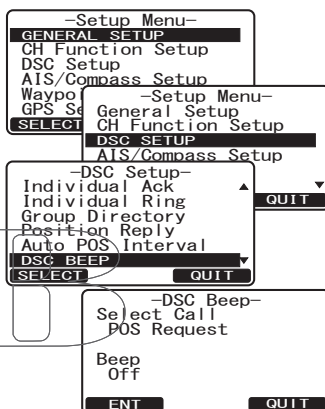 —Setup Menu—
GENERAL SETUP
CH Function Setup
DSC Setup
AIS/Compass Setup
Waypo
GPS Se
SELECT
—Setup Menu—
General Setup
CH Function Setup
DSC SETUP
AIS/Compass Setup
QUIT
—DSC Setup—
Individual Ack
Individual Ring
Group Directory
Position Reply
Auto POS Interval
DSC BEEP
SELECT QUIT
—DSC Beep—
Select Call
POS Request
Beep
Off
ENT QUIT